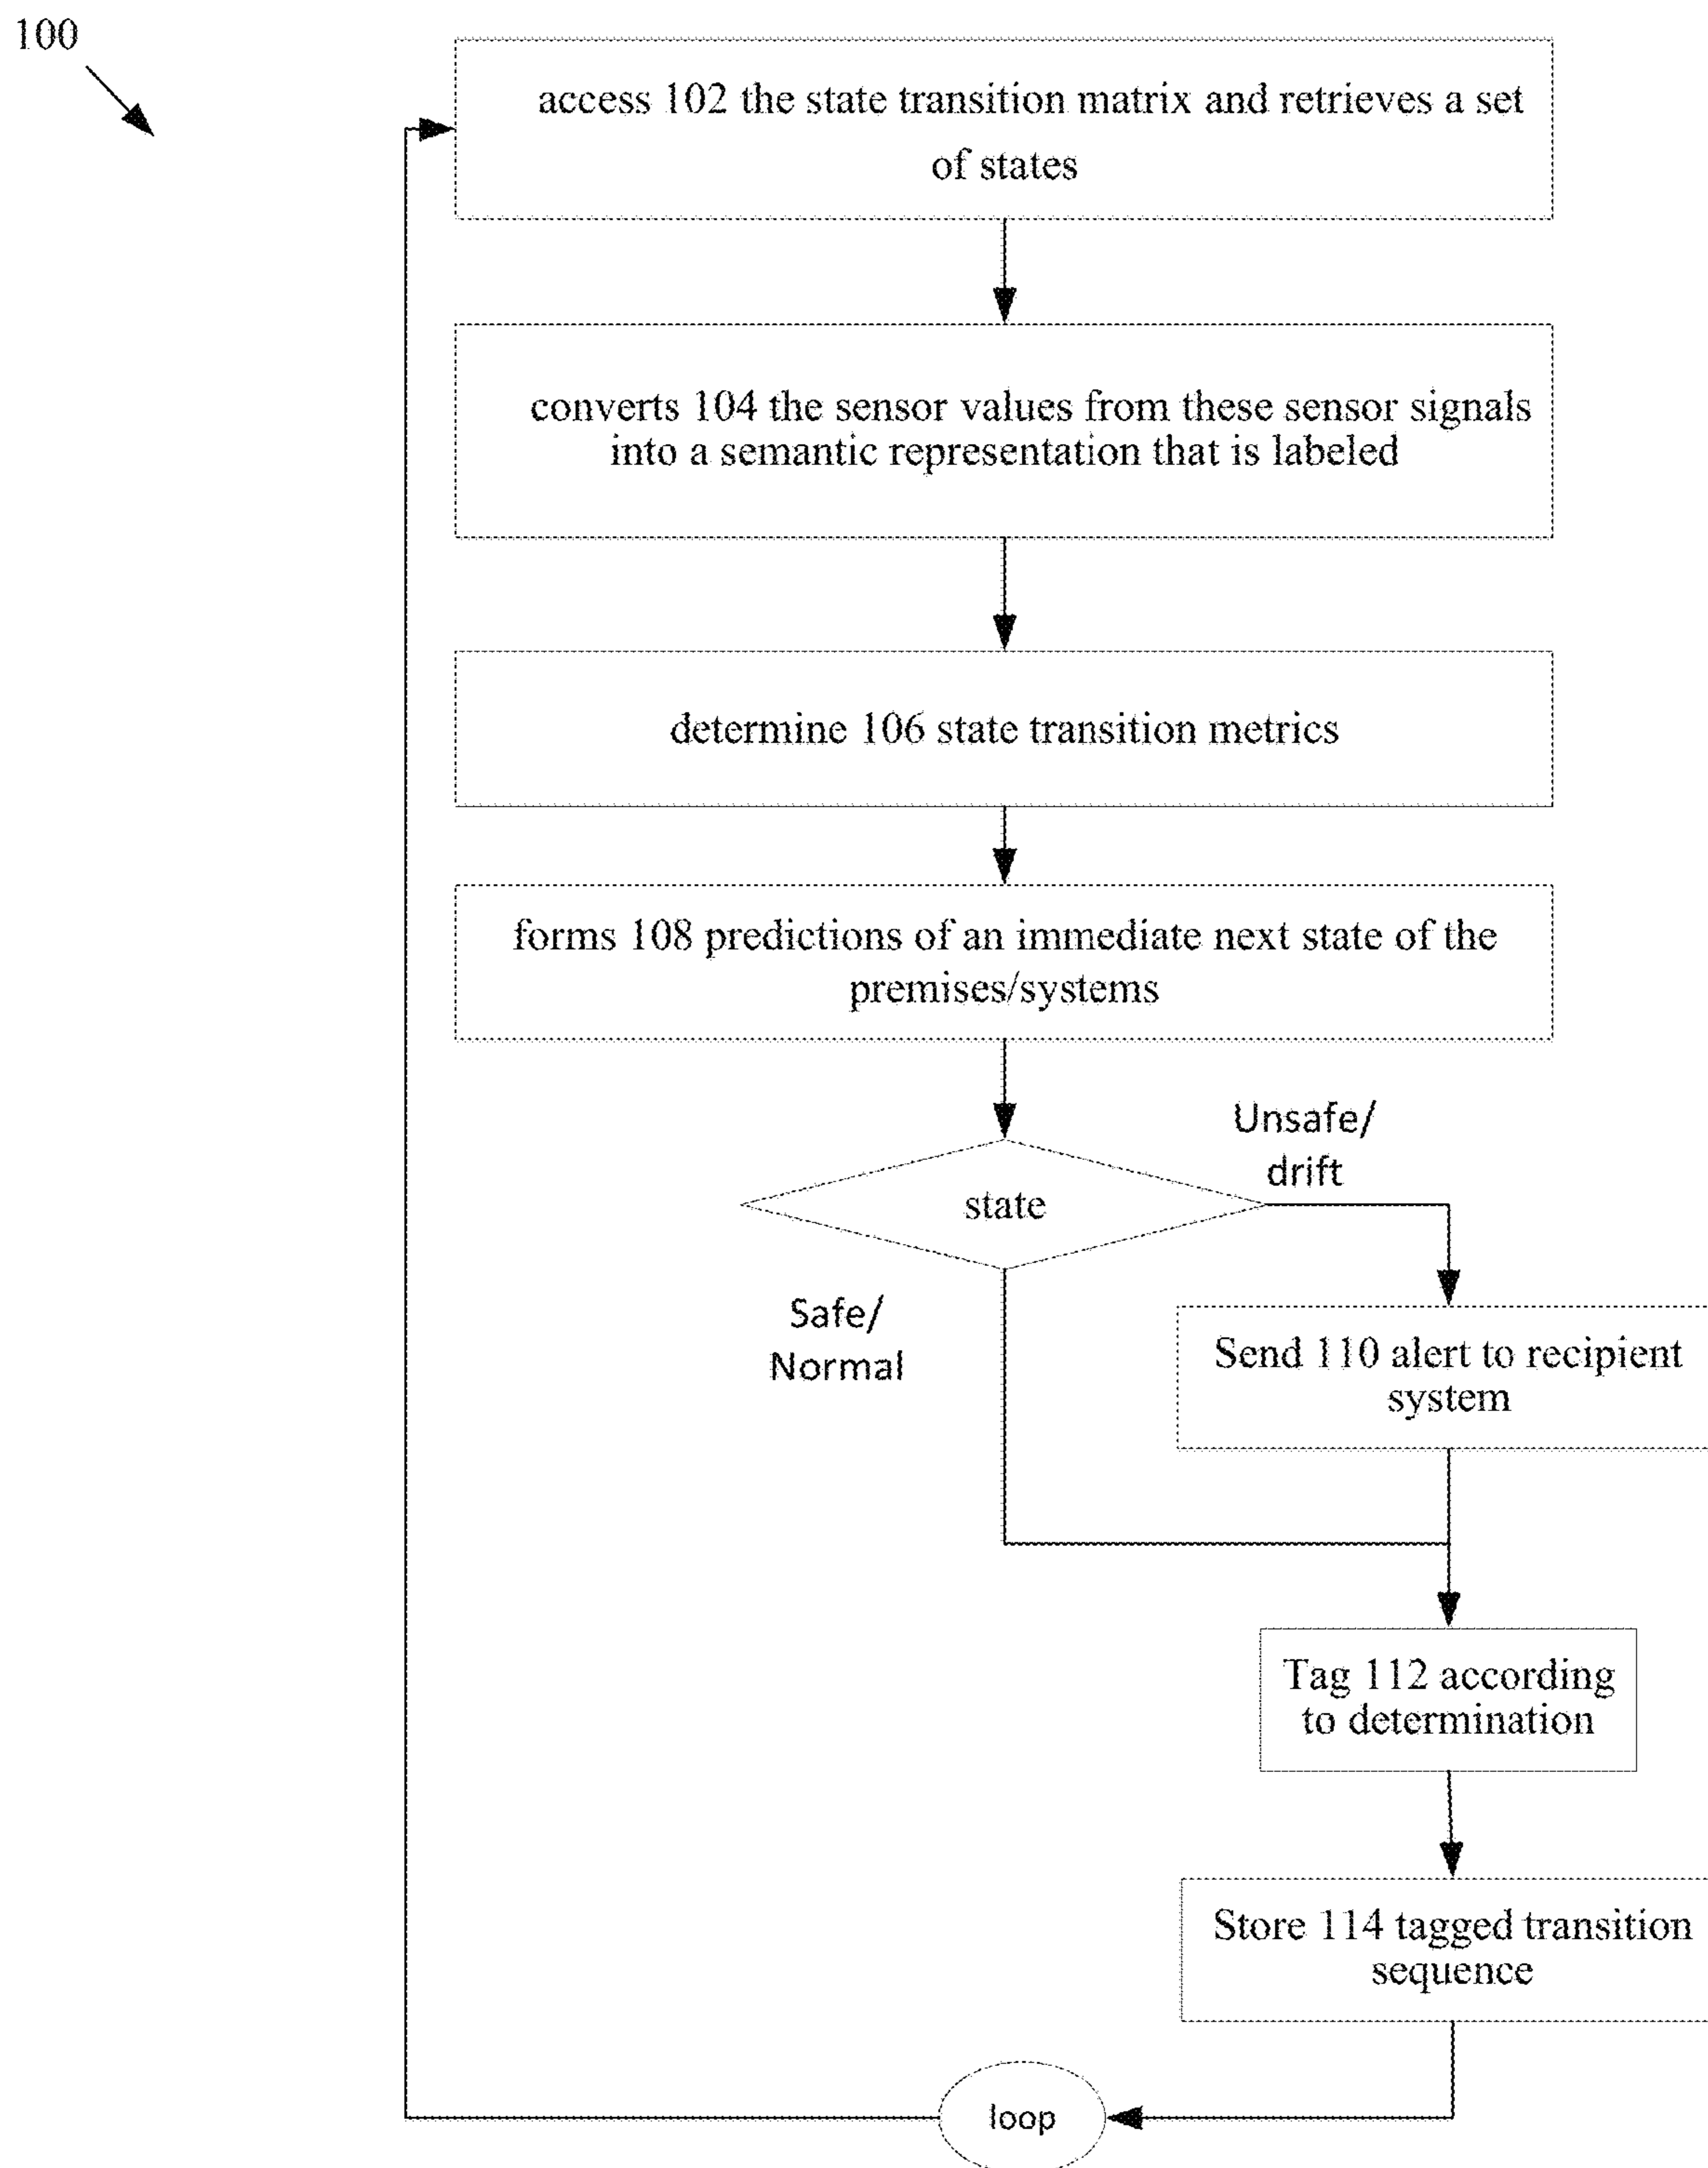 100
access 102 the state transition matrix and retrieves a set
of states
converts 104 the sensor values from these sensor signals
into a semantic representation that is labeled
determine 106 state transition metrics
forms 108 predictions of an immediate next state of the
premises/systems
Unsafe/
drift
state
Safe/
Normal
Send 110 alert to recipient
system
Tag 112 according
to determination
Store 114 tagged transition
sequence
loop